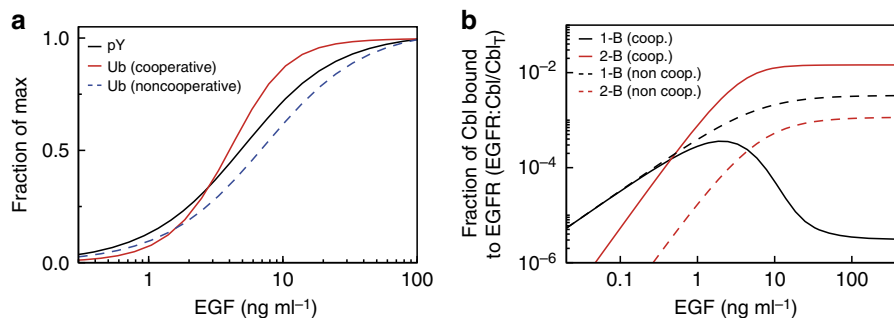 a
1.0
0.5
0.0
Fraction of max
pY
Ub (cooperative)
Ub (noncooperative)
1
10
100
EGF (ng ml⁻¹)
b
10⁻²
10⁻⁴
10⁻⁶
Fraction of Cbl bound
to EGFR (EGFR:Cbl/Cbl_T)
1-B (coop.)
2-B (coop.)
1-B (non coop.)
2-B (non coop.)
0.1
1
10
100
EGF (ng ml⁻¹)